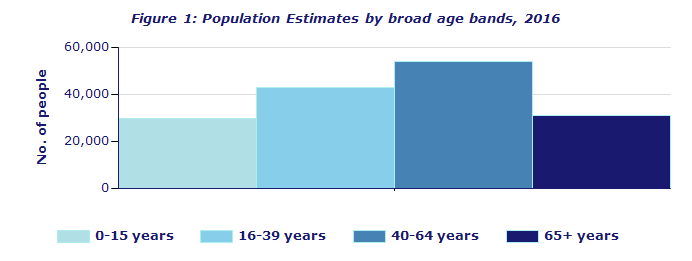 Figure 1: Population Estimates by broad age bands, 2016
No. of people
60,000
40,000
20,000
0
0-15 years
16-39 years
40-64 years
65+ years